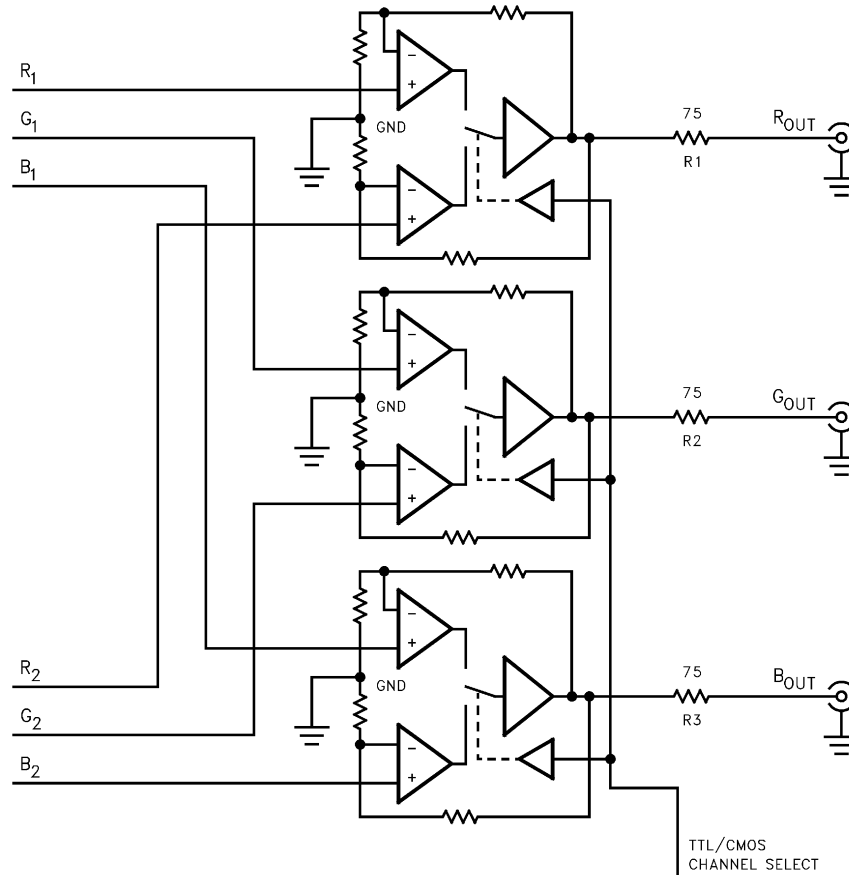 R1
G1
B1
GND
75
R1
ROUT
GND
75
R2
GOUT
R2
G2
B2
GND
75
R3
BOUT
TTL/CMOS
CHANNEL SELECT